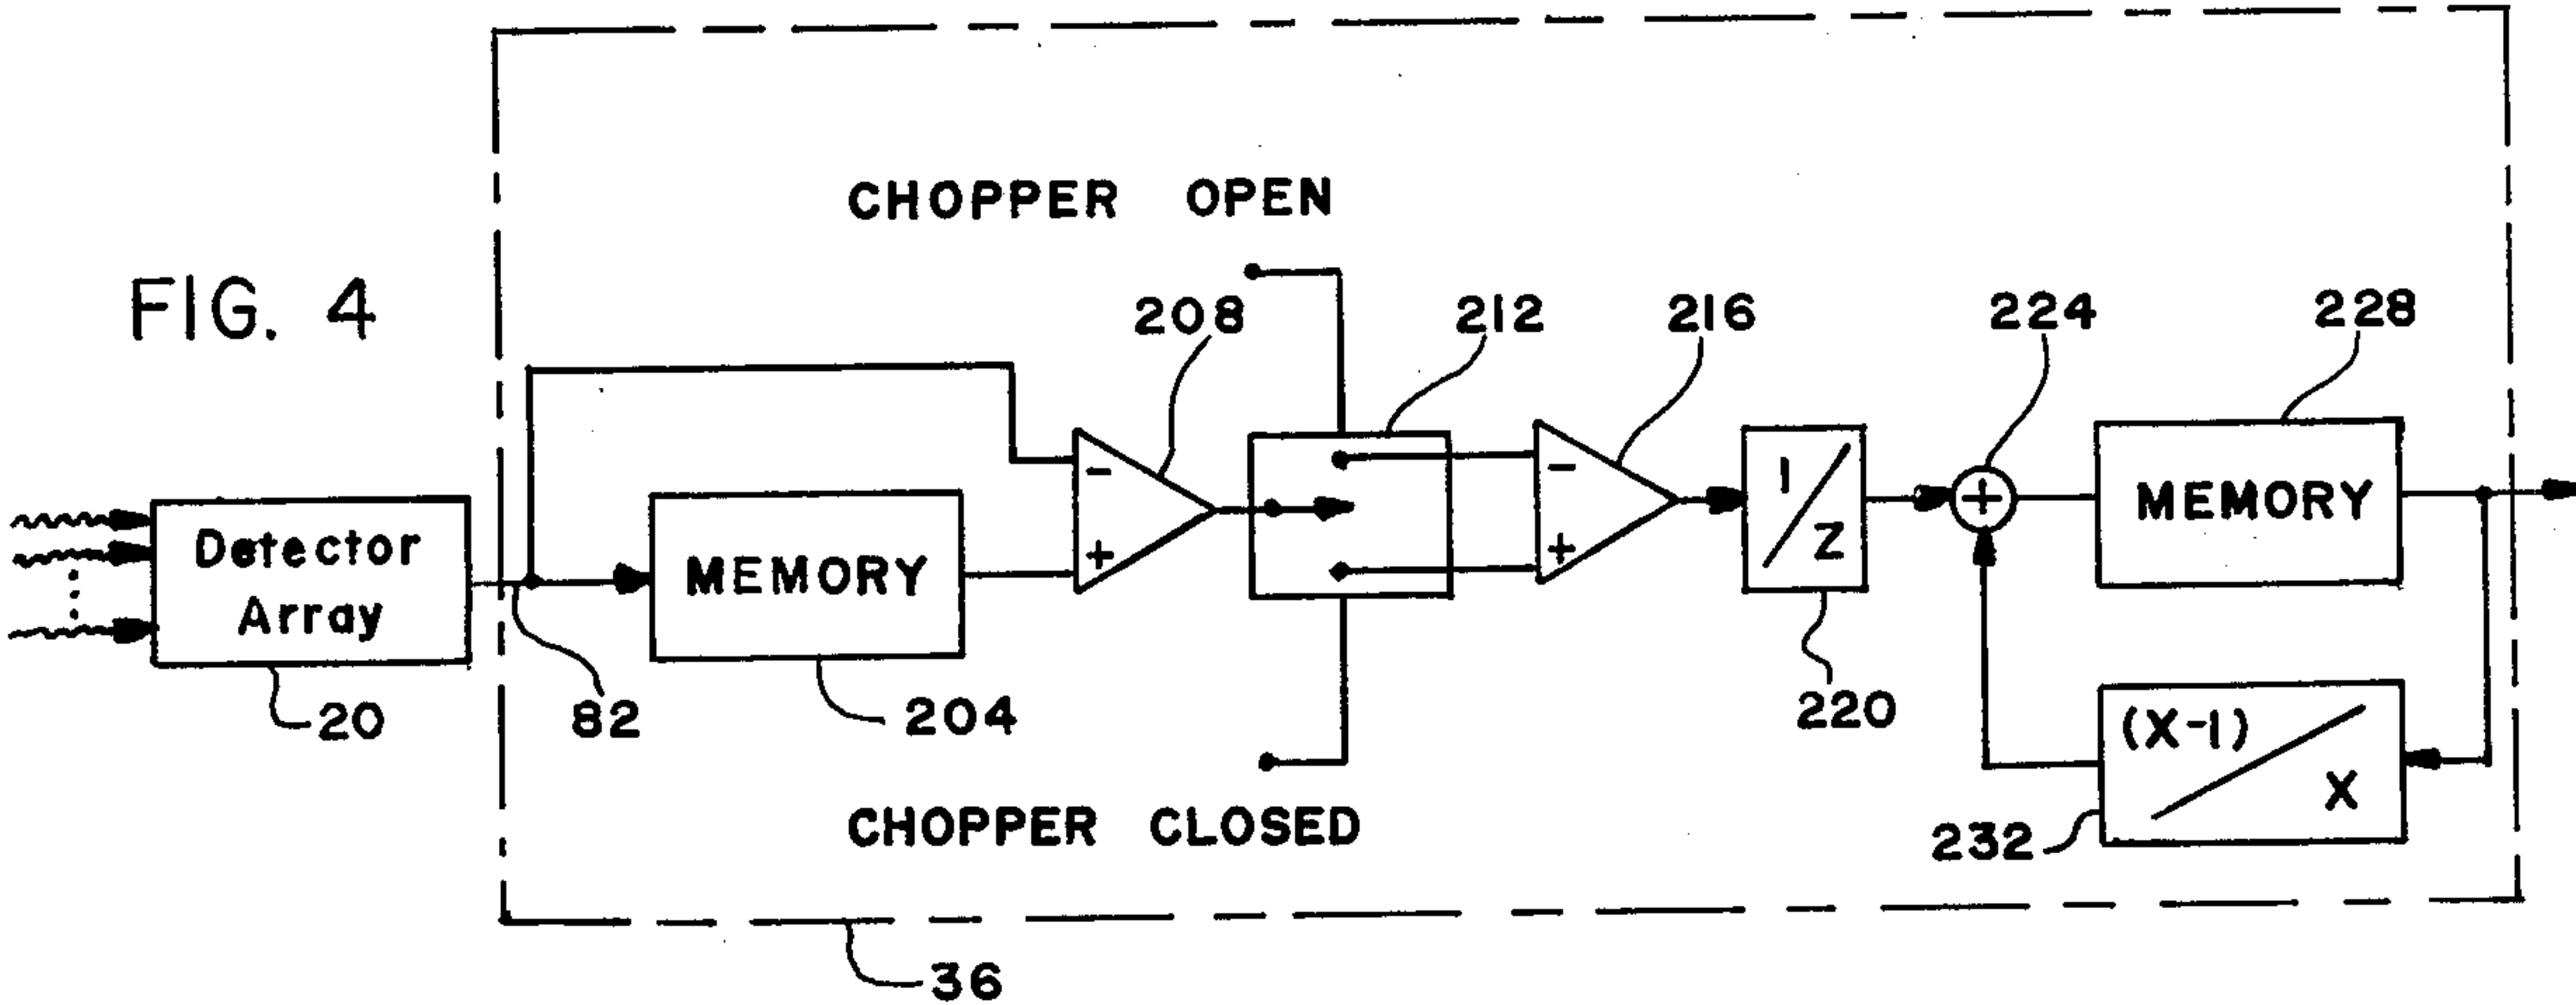 FIG. 4
CHOPPER OPEN
208
212
216
224
228
Detector
Array
20
82
MEMORY
204
-
+
-
+
1/Z
220
+
MEMORY
(X-1)/X
232
CHOPPER CLOSED
36